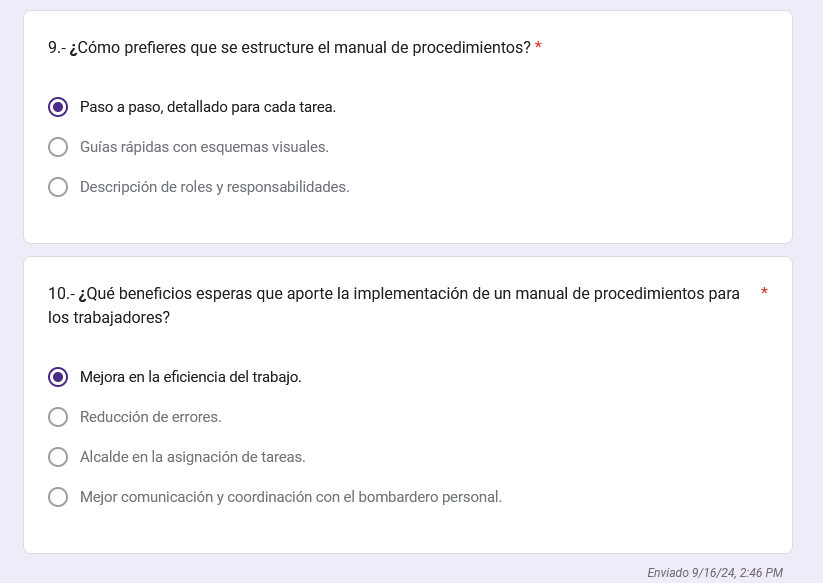 9.- ¿Cómo prefieres que se estructure el manual de procedimientos? *
Paso a paso, detallado para cada tarea.
Guías rápidas con esquemas visuales.
Descripción de roles y responsabilidades.
10.- ¿Qué beneficios esperas que aporte la implementación de un manual de procedimientos para *
los trabajadores?
Mejora en la eficiencia del trabajo.
Reducción de errores.
Alcalde en la asignación de tareas.
Mejor comunicación y coordinación con el bombardero personal.
Enviado 9/16/24, 2:46 PM